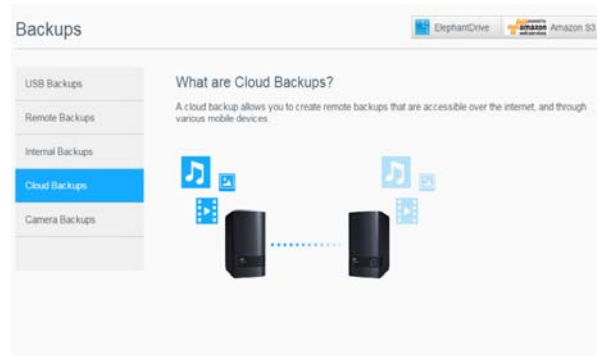 Backups
ElephantDrive
amazon
web services
Amazon S3
USB Backups
Remote Backups
Internal Backups
Cloud Backups
Camera Backups
What are Cloud Backups?
A cloud backup allows you to create remote backups that are accessible over the internet, and through
various mobile devices.